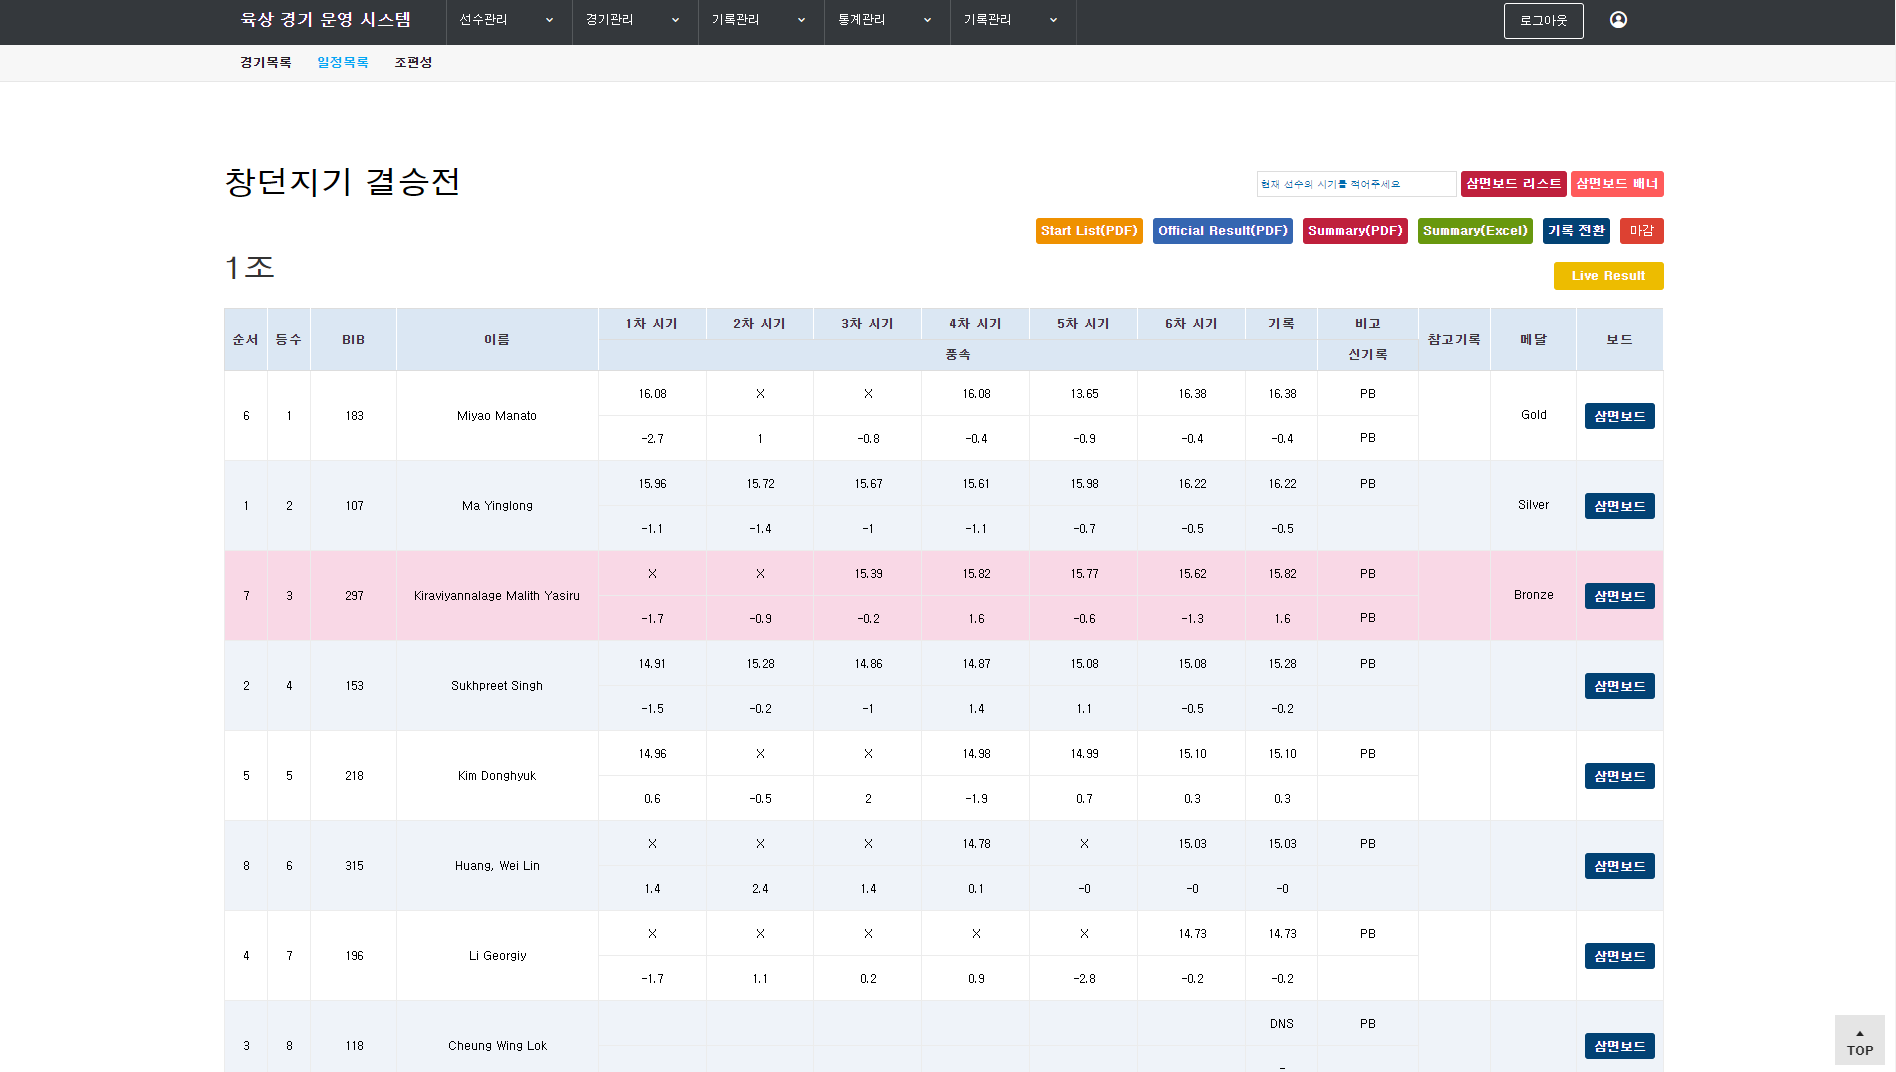 육상 경기 운영 시스템 선수관리 경기관리 기록관리 통계관리 기록관리 로그아웃
경기목록 일정목록 조편성
창던지기 결승전
현재 선수의 시기를 적어주세요 삼면보드 리스트 삼면보드 배너
Start List(PDF) Official Result(PDF) Summary(PDF) Summary(Excel) 기록 전환 마감
1조
Live Result
순서 등수 BIB 이름 1차 시기 2차 시기 3차 시기 4차 시기 5차 시기 6차 시기 기록 비고 참고기록 메달 보드
풍속 신기록
16.08 X X 16.08 13.65 16.38 16.38 PB
6 1 183 Miyao Manato Gold 삼면보드
-2.7 1 -0.8 -0.4 -0.9 -0.4 -0.4 PB
15.96 15.72 15.67 15.61 15.98 16.22 16.22 PB
1 2 107 Ma Yinglong Silver 삼면보드
-1.1 -1.4 -1 -1.1 -0.7 -0.5 -0.5
X X 15.39 15.82 15.77 15.62 15.82 PB
7 3 297 Kiraviyannalage Malith Yasiru Bronze 삼면보드
-1.7 -0.9 -0.2 1.6 -0.6 -1.3 1.6 PB
14.91 15.28 14.86 14.87 15.08 15.08 15.28 PB
2 4 153 Sukhpreet Singh 삼면보드
-1.5 -0.2 -1 1.4 1.1 -0.5 -0.2
14.96 X X 14.98 14.99 15.10 15.10 PB
5 5 218 Kim Donghyuk 삼면보드
0.6 -0.5 2 -1.9 0.7 0.3 0.3
X X X 14.78 X 15.03 15.03 PB
8 6 315 Huang, Wei Lin 삼면보드
1.4 2.4 1.4 0.1 -0 -0 -0
X X X X X 14.73 14.73 PB
4 7 196 Li Georgiy 삼면보드
-1.7 1.1 0.2 0.9 -2.8 -0.2 -0.2
DNS PB
3 8 118 Cheung Wing Lok 삼면보드
-
TOP